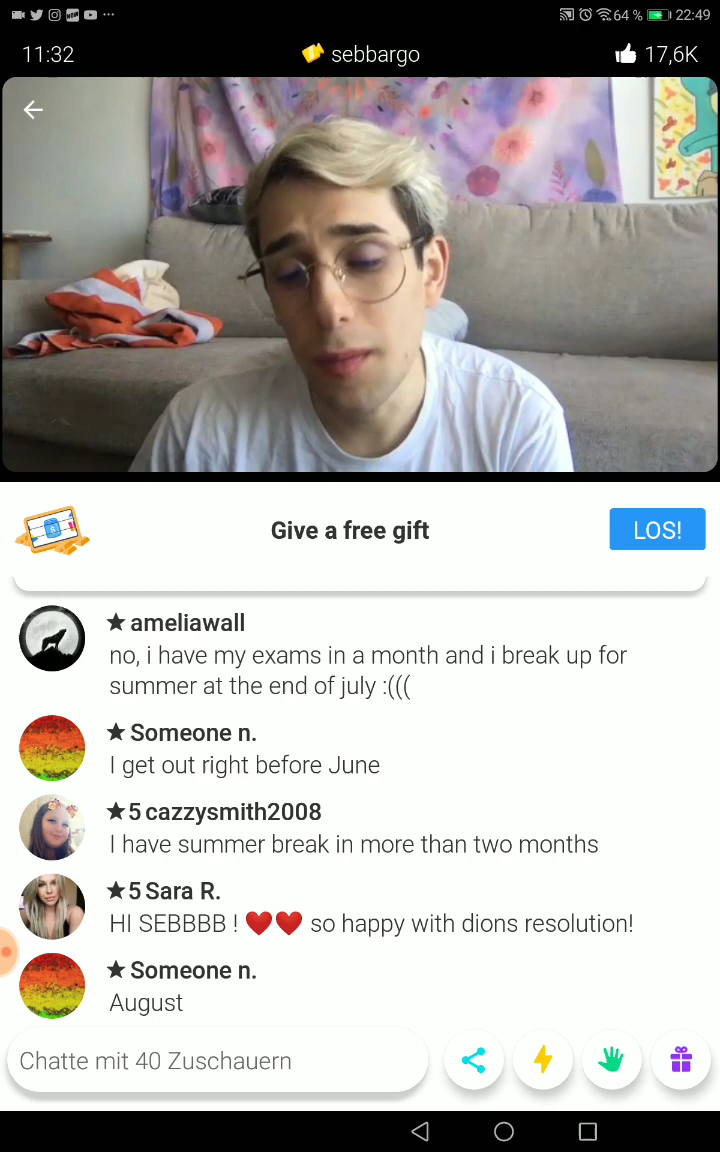 64 % 22:49
11:32 sebbargo 17,6K
Give a free gift LOS!
ameliawall
no, i have my exams in a month and i break up for
summer at the end of july :(((
Someone n.
I get out right before June
5 cazzysmith2008
I have summer break in more than two months
5 Sara R.
HI SEBBBB ! ❤️❤️ so happy with dions resolution!
Someone n.
August
Chatte mit 40 Zuschauern